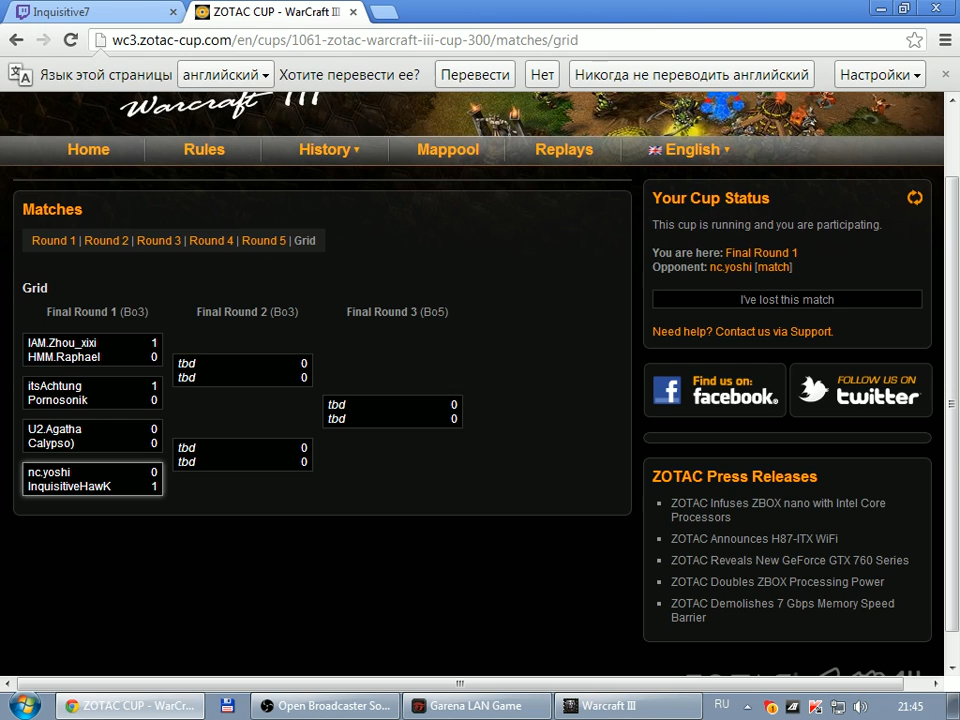 Inquisitive7
ZOTAC CUP - WarCraft III
wc3.zotac-cup.com/en/cups/1061-zotac-warcraft-iii-cup-300/matches/grid
Язык этой страницы английский Хотите перевести ее? Перевести Нет Никогда не переводить английский Настройки
Warcraft III
Home Rules History Mappool Replays English
Matches
Round 1 | Round 2 | Round 3 | Round 4 | Round 5 | Grid
Grid
Final Round 1 (Bo3) Final Round 2 (Bo3) Final Round 3 (Bo5)
IAM.Zhou_xixi 1
HMM.Raphael 0
itsAchtung 1
Pornosonik 0
U2.Agatha 0
Calypso) 0
nc.yoshi 0
InquisitiveHawK 1
tbd 0
tbd 0
tbd 0
tbd 0
tbd 0
tbd 0
Your Cup Status
This cup is running and you are participating.
You are here: Final Round 1
Opponent: nc.yoshi [match]
I've lost this match
Need help? Contact us via Support.
Find us on:
facebook.
FOLLOW US ON
twitter
ZOTAC Press Releases
ZOTAC Infuses ZBOX nano with Intel Core
Processors
ZOTAC Announces H87-ITX WiFi
ZOTAC Reveals New GeForce GTX 760 Series
ZOTAC Doubles ZBOX Processing Power
ZOTAC Demolishes 7 Gbps Memory Speed
Barrier
ZOTAC CUP - WarCr... Open Broadcaster So... Garena LAN Game Warcraft III RU 21:45